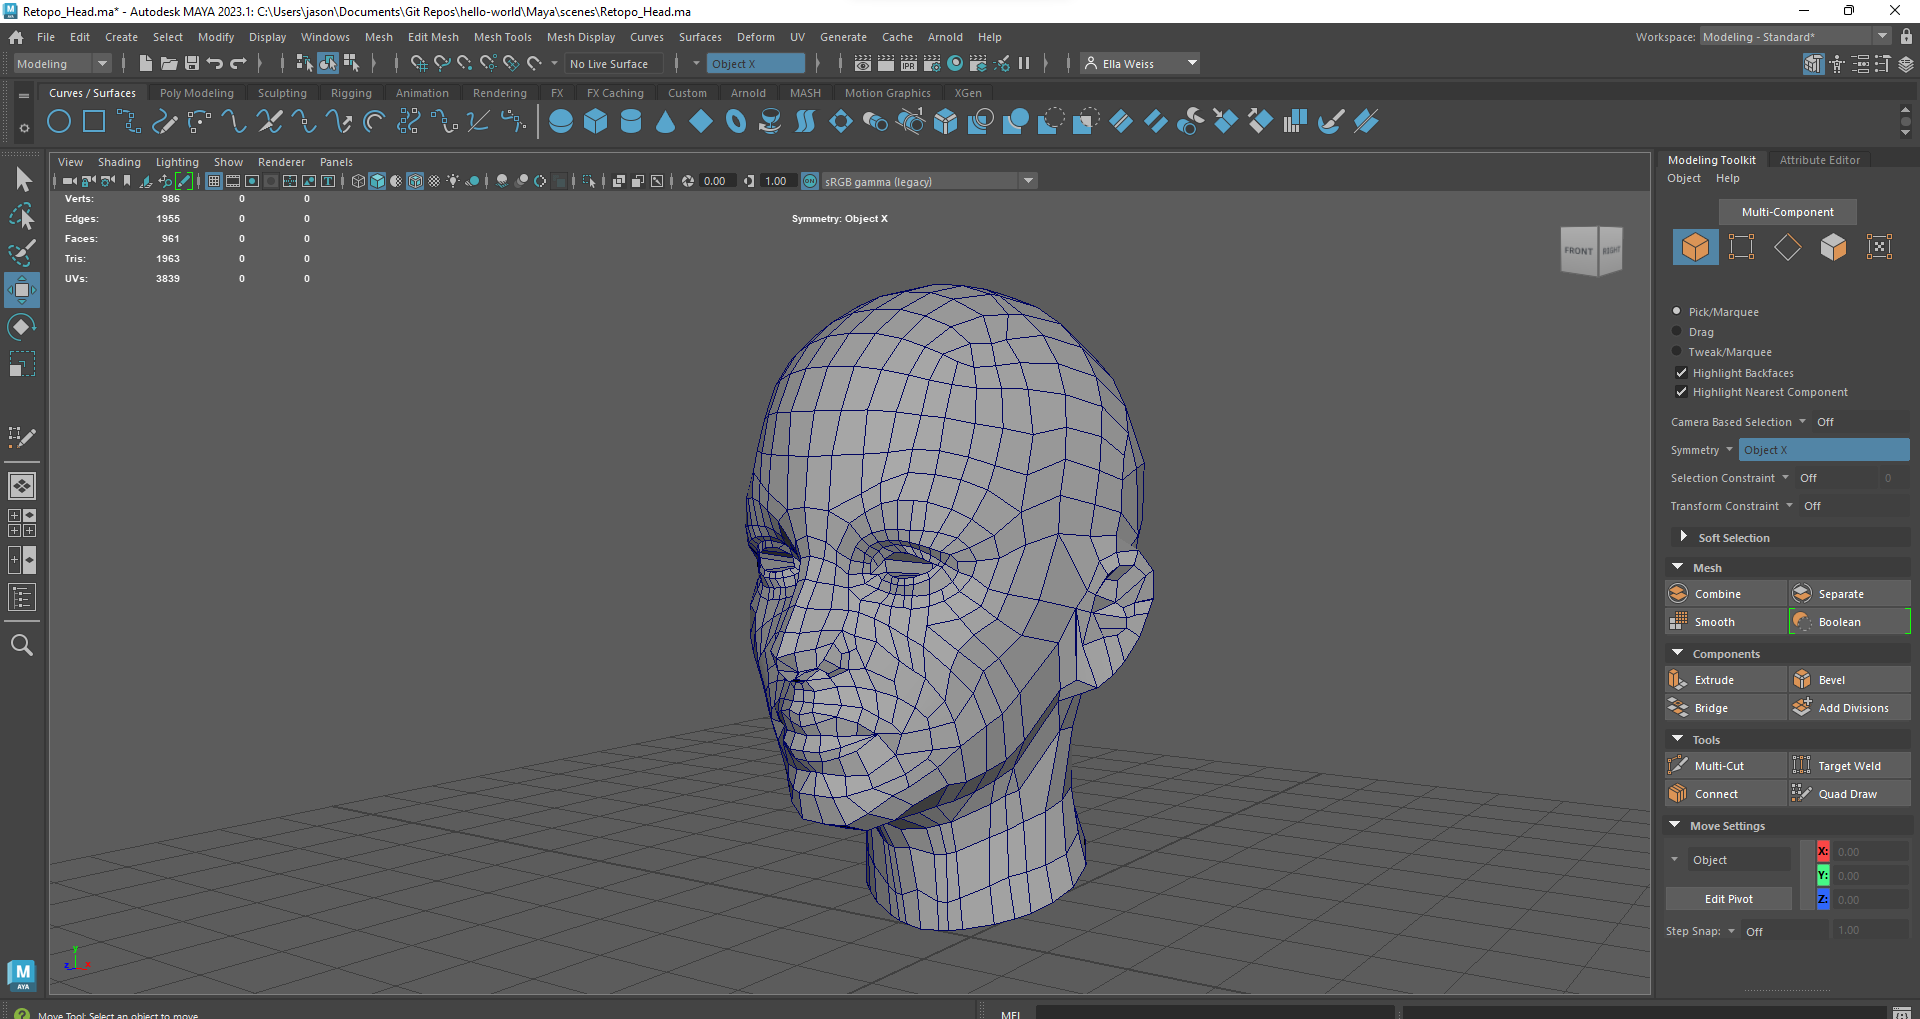 Retopo_Head.ma* - Autodesk MAYA 2023.1: C:\Users\jason\Documents\Git Repos\hello-world\Maya\scenes\Retopo_Head.ma
File Edit Create Select Modify Display Windows Mesh Edit Mesh Mesh Tools Mesh Display Curves Surfaces Deform UV Generate Cache Arnold Help
Workspace: Modeling - Standard*
Modeling No Live Surface Object X IPR Ella Weiss
Curves / Surfaces Poly Modeling Sculpting Rigging Animation Rendering FX FX Caching Custom Arnold MASH Motion Graphics XGen
View Shading Lighting Show Renderer Panels
0.00 1.00 ON sRGB gamma (legacy)
Verts: 986 0 0
Edges: 1955 0 0
Faces: 961 0 0
Tris: 1963 0 0
UVs: 3839 0 0
Symmetry: Object X
FRONT RIGHT
Modeling Toolkit Attribute Editor
Object Help
Multi-Component
Pick/Marquee
Drag
Tweak/Marquee
Highlight Backfaces
Highlight Nearest Component
Camera Based Selection Off
Symmetry Object X
Selection Constraint Off 0
Transform Constraint Off
Soft Selection
Mesh
Combine Separate
Smooth Boolean
Components
Extrude Bevel
Bridge Add Divisions
Tools
Multi-Cut Target Weld
Connect Quad Draw
Move Settings
Object
X: 0.00
Y: 0.00
Z: 0.00
Edit Pivot
Step Snap: Off 1.00
y
z x
M
AYA
Move Tool: Select an object to move
MEL